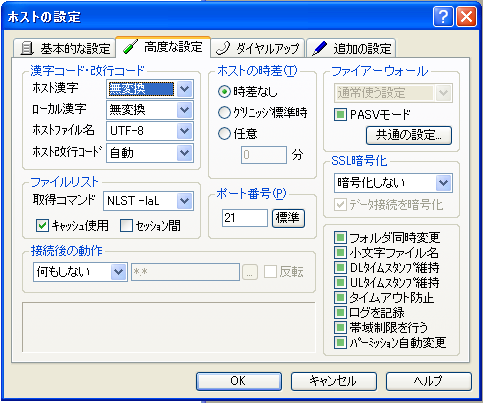 ホストの設定
基本的な設定
高度な設定
ダイヤルアップ
追加の設定
漢字コード・改行コード
ホスト漢字 無変換
ローカル漢字 無変換
ホストファイル名 UTF-8
ホスト改行コード 自動
ファイルリスト
取得コマンド NLST -laL
キャッシュ使用 セッション間
接続後の動作
何もしない ** ... 反転
ホストの時差(T)
時差なし
グリニッジ標準時
任意
0 分
ポート番号(P)
21 標準
ファイアーウォール
通常使う設定
PASVモード
共通の設定...
SSL暗号化
暗号化しない
データ接続を暗号化
フォルダ同時変更
小文字ファイル名
DLタイムスタンプ維持
ULタイムスタンプ維持
タイムアウト防止
ログを記録
帯域制限を行う
パーミッション自動変更
OK キャンセル ヘルプ